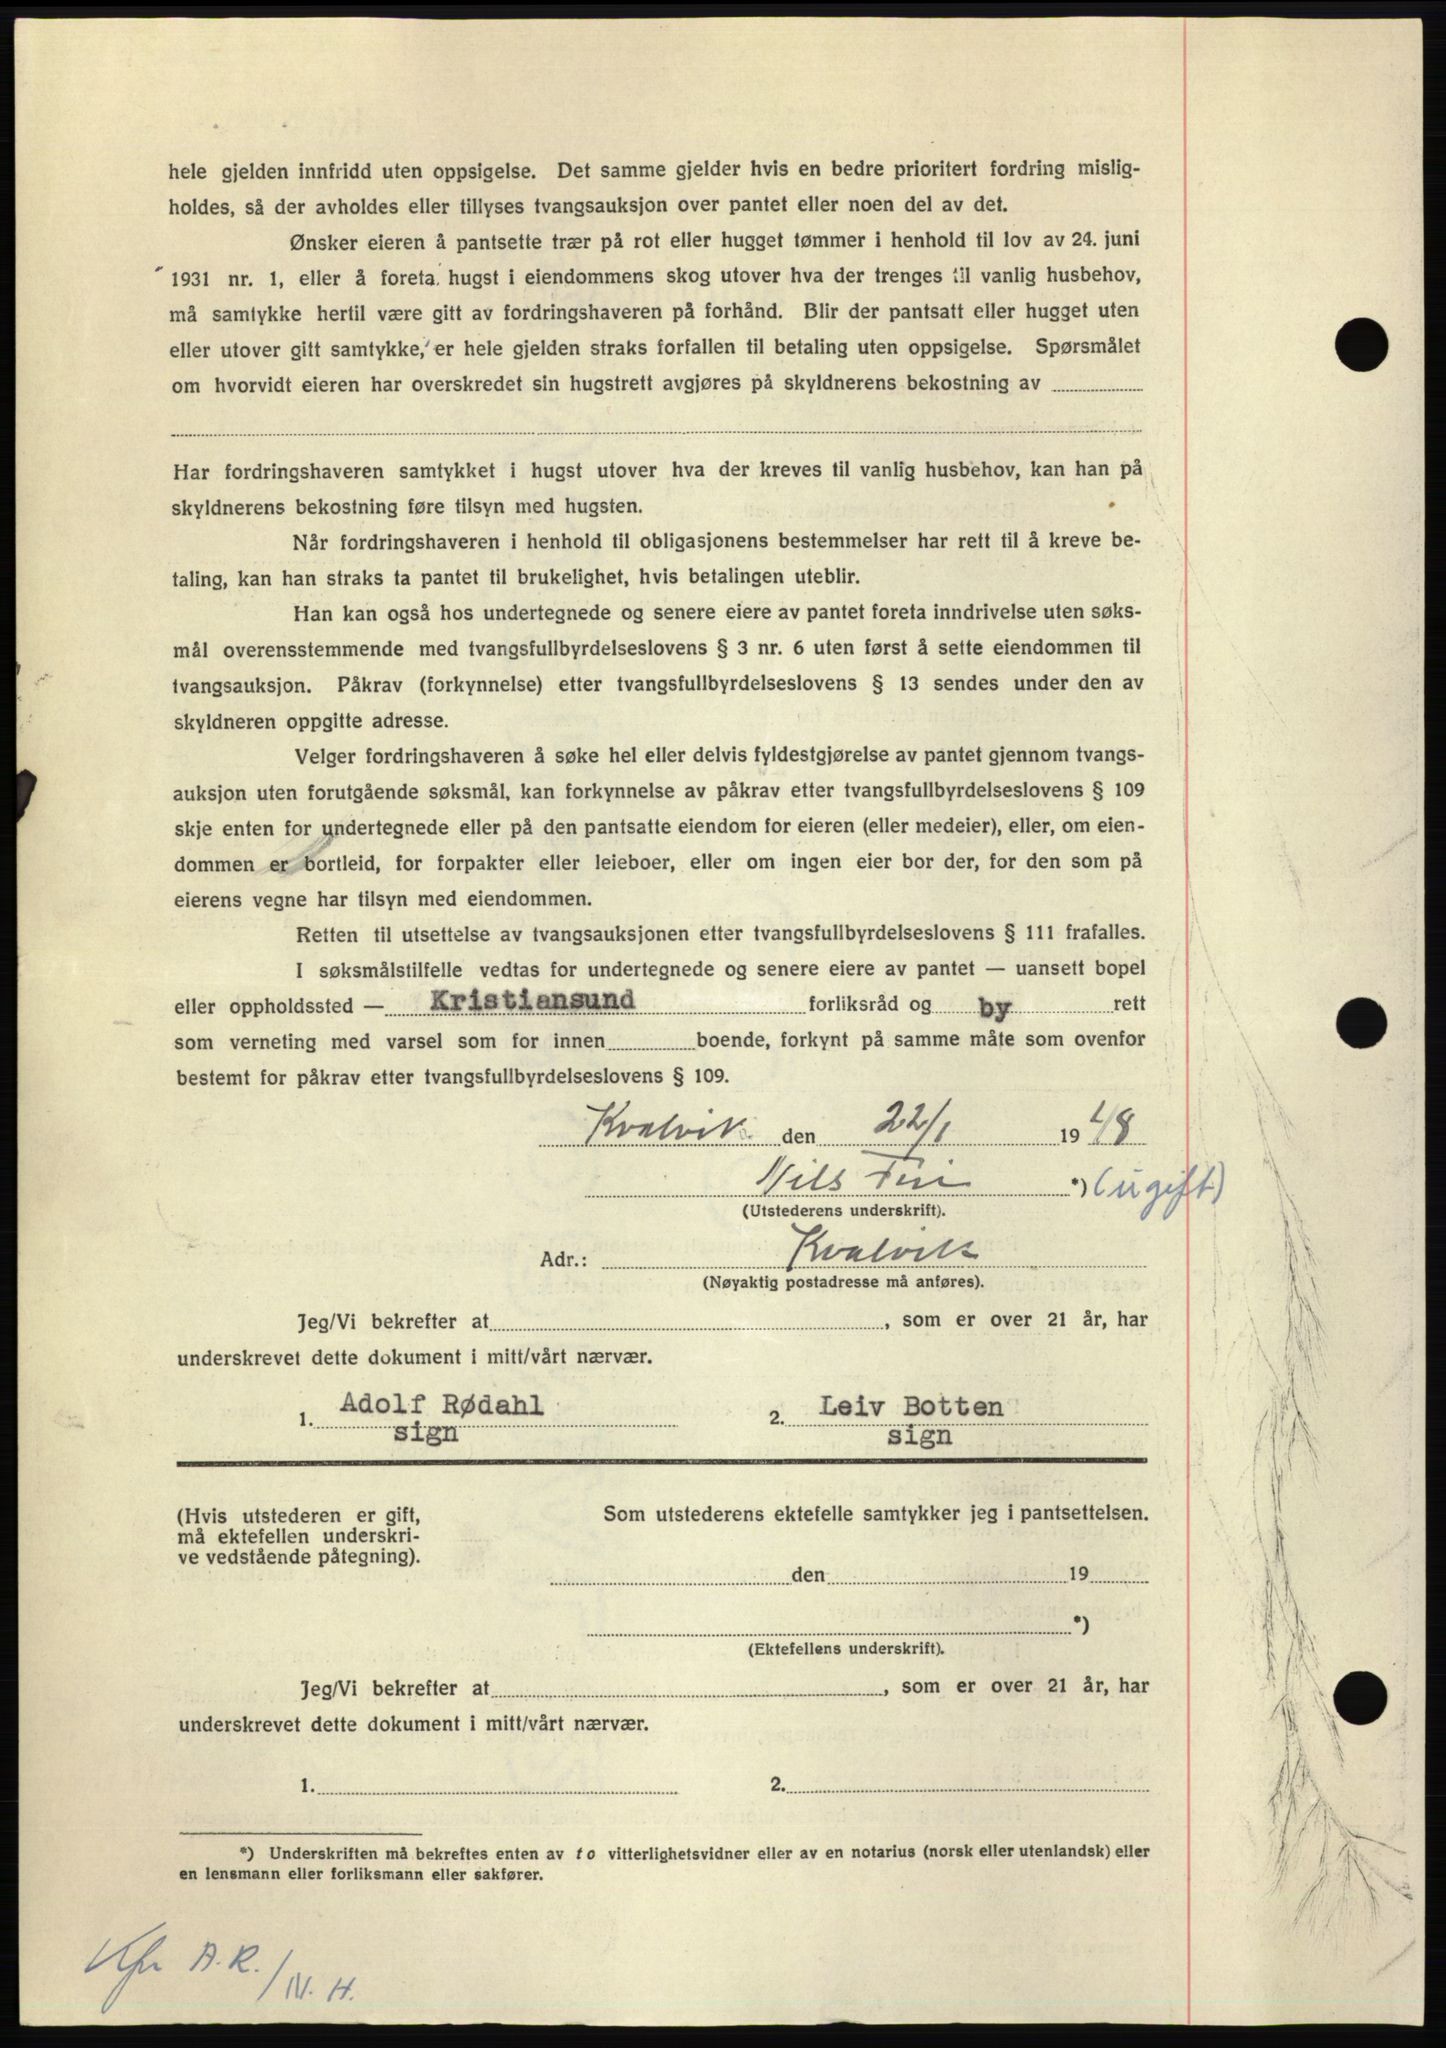 hele gjelden innfridd uten oppsigelse. Det samme gjelder hvis en bedre prioritert fordring mislig-
holdes, så der avholdes eller tillyses tvangsauksjon over pantet eller noen del av det.
Ønsker eieren å pantsette trær på rot eller hugget tømmer i henhold til lov av 24. juni
1931 nr. 1, eller å foreta hugst i eiendommens skog utover hva der trenges til vanlig husbehov,
må samtykke hertil være gitt av fordringshaveren på forhånd. Blir der pantsatt eller hugget uten
eller utover gitt samtykke, er hele gjelden straks forfallen til betaling uten oppsigelse. Spørsmålet
om hvorvidt eieren har overskredet sin hugstrett avgjøres på skyldnerens bekostning av
Har fordringshaveren samtykket i hugst utover hva der kreves til vanlig husbehov, kan han på
skyldnerens bekostning føre tilsyn med hugsten.
Når fordringshaveren i henhold til obligasjonens bestemmelser har rett til å kreve be-
taling, kan han straks ta pantet til brukelighet, hvis betalingen uteblir.
Han kan også hos undertegnede og senere eiere av pantet foreta inndrivelse uten søks-
mål overensstemmende med tvangsfullbyrdelseslovens § 3 nr. 6 uten først å sette eiendommen til
tvangsauksjon. Påkrav (forkynnelse) etter tvangsfullbyrdelseslovens § 13 sendes under den av
skyldneren oppgitte adresse.
Velger fordringshaveren å søke hel eller delvis fyldestgjørelse av pantet gjennom tvangs-
auksjon uten forutgående søksmål, kan forkynnelse av påkrav etter tvangsfullbyrdelseslovens § 109
skje enten for undertegnede eller på den pantsatte eiendom for eieren (eller medeier), eller, om eien-
dommen er bortleid, for forpakter eller leieboer, eller om ingen eier bor der, for den som på
eierens vegne har tilsyn med eiendommen.
Retten til utsettelse av tvangsauksjonen etter tvangsfullbyrdelseslovens § 111 frafalles.
I søksmålstilfelle vedtas for undertegnede og senere eiere av pantet — uansett bopel
eller oppholdssted — Kristiansund forliksråd og by rett
som verneting med varsel som for innen boende, forkynt på samme måte som ovenfor
bestemt for påkrav etter tvangsfullbyrdelseslovens § 109.
Kvalvik den 22/1 1948
Nils *) (ugift)
(Utstederens underskrift).
Adr.: Kvalvik
(Nøyaktig postadresse må anføres).
Jeg/Vi bekrefter at , som er over 21 år, har
underskrevet dette dokument i mitt/vårt nærvær.
1. Adolf Rødahl 2. Leiv Botten
sign sign
(Hvis utstederen er gift, Som utstederens ektefelle samtykker jeg i pantsettelsen.
må ektefellen underskri-
ve vedstående påtegning).
den 19
*)
(Ektefellens underskrift).
Jeg/Vi bekrefter at , som er over 21 år, har
underskrevet dette dokument i mitt/vårt nærvær.
1. 2.
*) Underskriften må bekreftes enten av to vitterlighetsvidner eller av en notarius (norsk eller utenlandsk) eller
en lensmann eller forliksmann eller sakfører.
A.R./N.H.